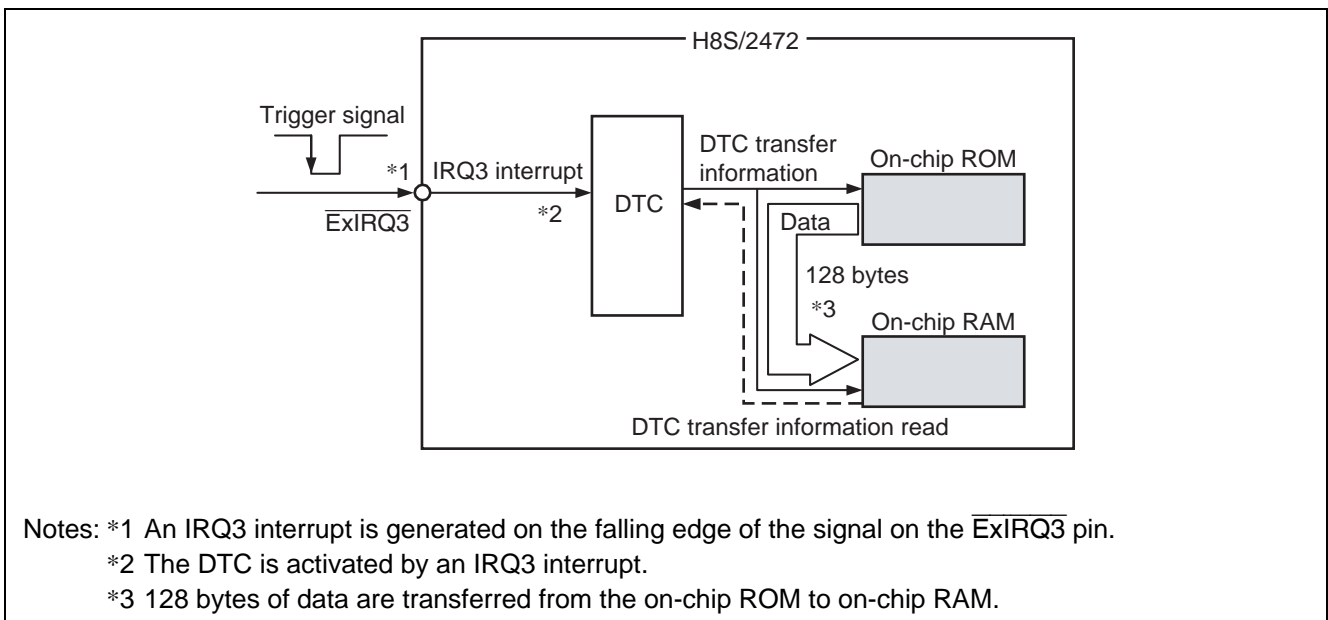 H8S/2472
Trigger signal
*1
IRQ3 interrupt
ExIRQ3
*2
DTC
DTC transfer
information
On-chip ROM
Data
128 bytes
*3
On-chip RAM
DTC transfer information read
Notes: *1 An IRQ3 interrupt is generated on the falling edge of the signal on the ExIRQ3 pin.
*2 The DTC is activated by an IRQ3 interrupt.
*3 128 bytes of data are transferred from the on-chip ROM to on-chip RAM.